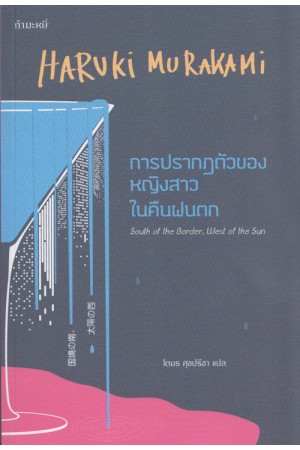 กำมะหยี่
HARUKI MURAKAMI
การปรากฏตัวของ
หญิงสาว
ในคืนฝนตก
South of the Border, West of the Sun
国境の南、
太陽の西
โตมร ศุขปรีชา แปล